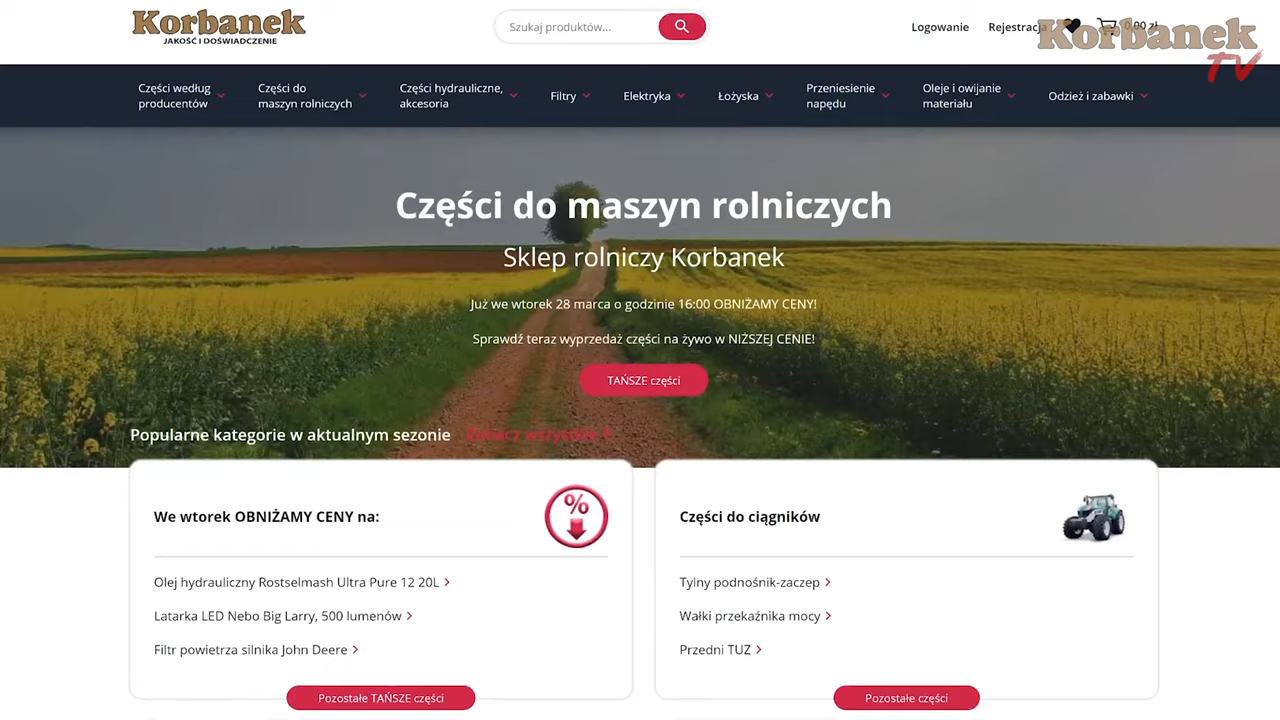 Korbanek
JAKOŚĆ I DOŚWIADCZENIE
Szukaj produktów...
Logowanie
Rejestracja
0,00 zł
Korbanek
TV
Części według
producentów
Części do
maszyn rolniczych
Części hydrauliczne,
akcesoria
Filtry
Elektryka
Łożyska
Przeniesienie
napędu
Oleje i owijanie
materiału
Odzież i zabawki
Części do maszyn rolniczych
Sklep rolniczy Korbanek
Już we wtorek 28 marca o godzinie 16:00 OBNIŻAMY CENY!
Sprawdź teraz wyprzedaż części na żywo w NIŻSZEJ CENIE!
TAŃSZE części
Popularne kategorie w aktualnym sezonie
Zobacz wszystkie
We wtorek OBNIŻAMY CENY na:
%
Olej hydrauliczny Rostselmash Ultra Pure 12 20L
Latarka LED Nebo Big Larry, 500 lumenów
Filtr powietrza silnika John Deere
Pozostałe TAŃSZE części
Części do ciągników
Tylny podnośnik-zaczep
Wałki przekaźnika mocy
Przedni TUZ
Pozostałe części